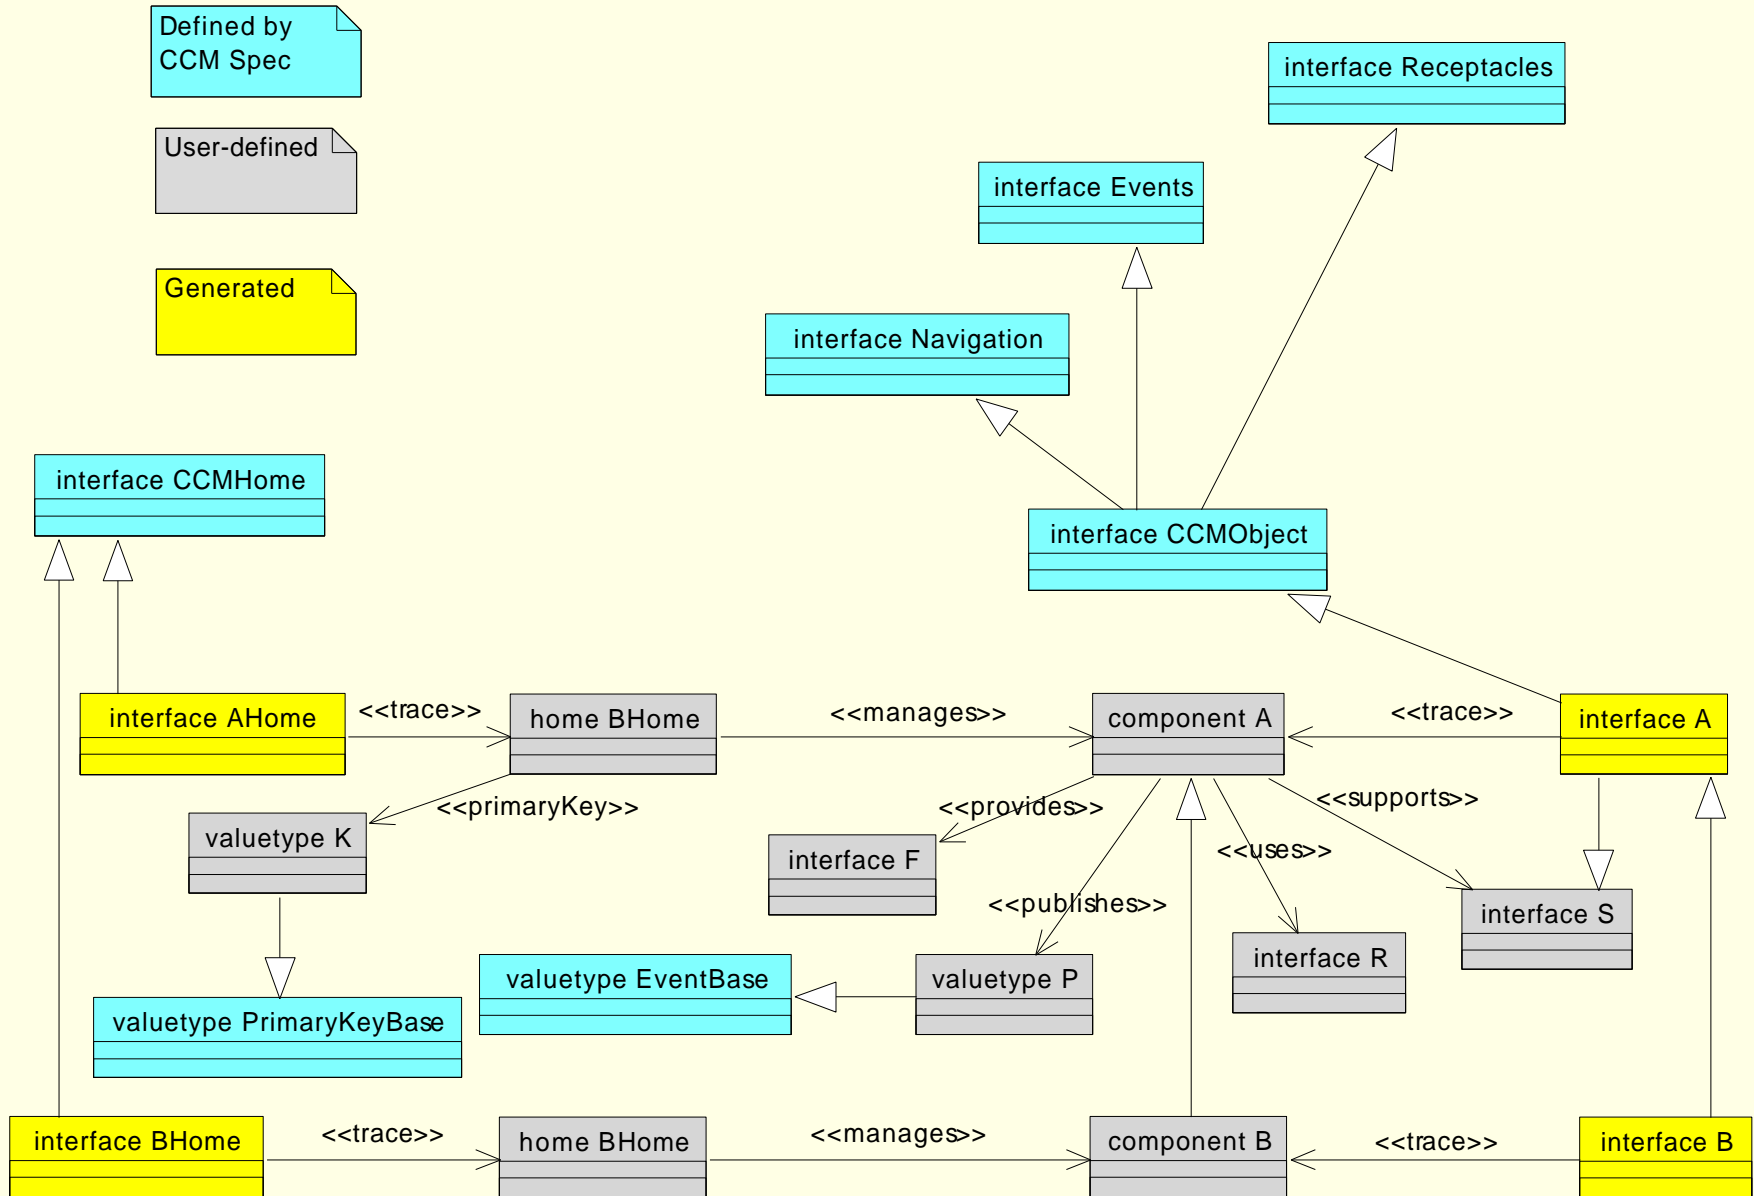 Defined by
CCM Spec
interface Receptacles
User-defined
interface Events
Generated
interface Navigation
interface CCMHome
interface CCMObject
interface AHome
<<trace>>
home BHome
<<manages>>
component A
<<trace>>
interface A
<<primaryKey>>
<<provides>>
<<supports>>
valuetype K
interface F
<<uses>>
<<publishes>>
interface S
interface R
valuetype EventBase
valuetype P
valuetype PrimaryKeyBase
interface BHome
<<trace>>
home BHome
<<manages>>
component B
<<trace>>
interface B